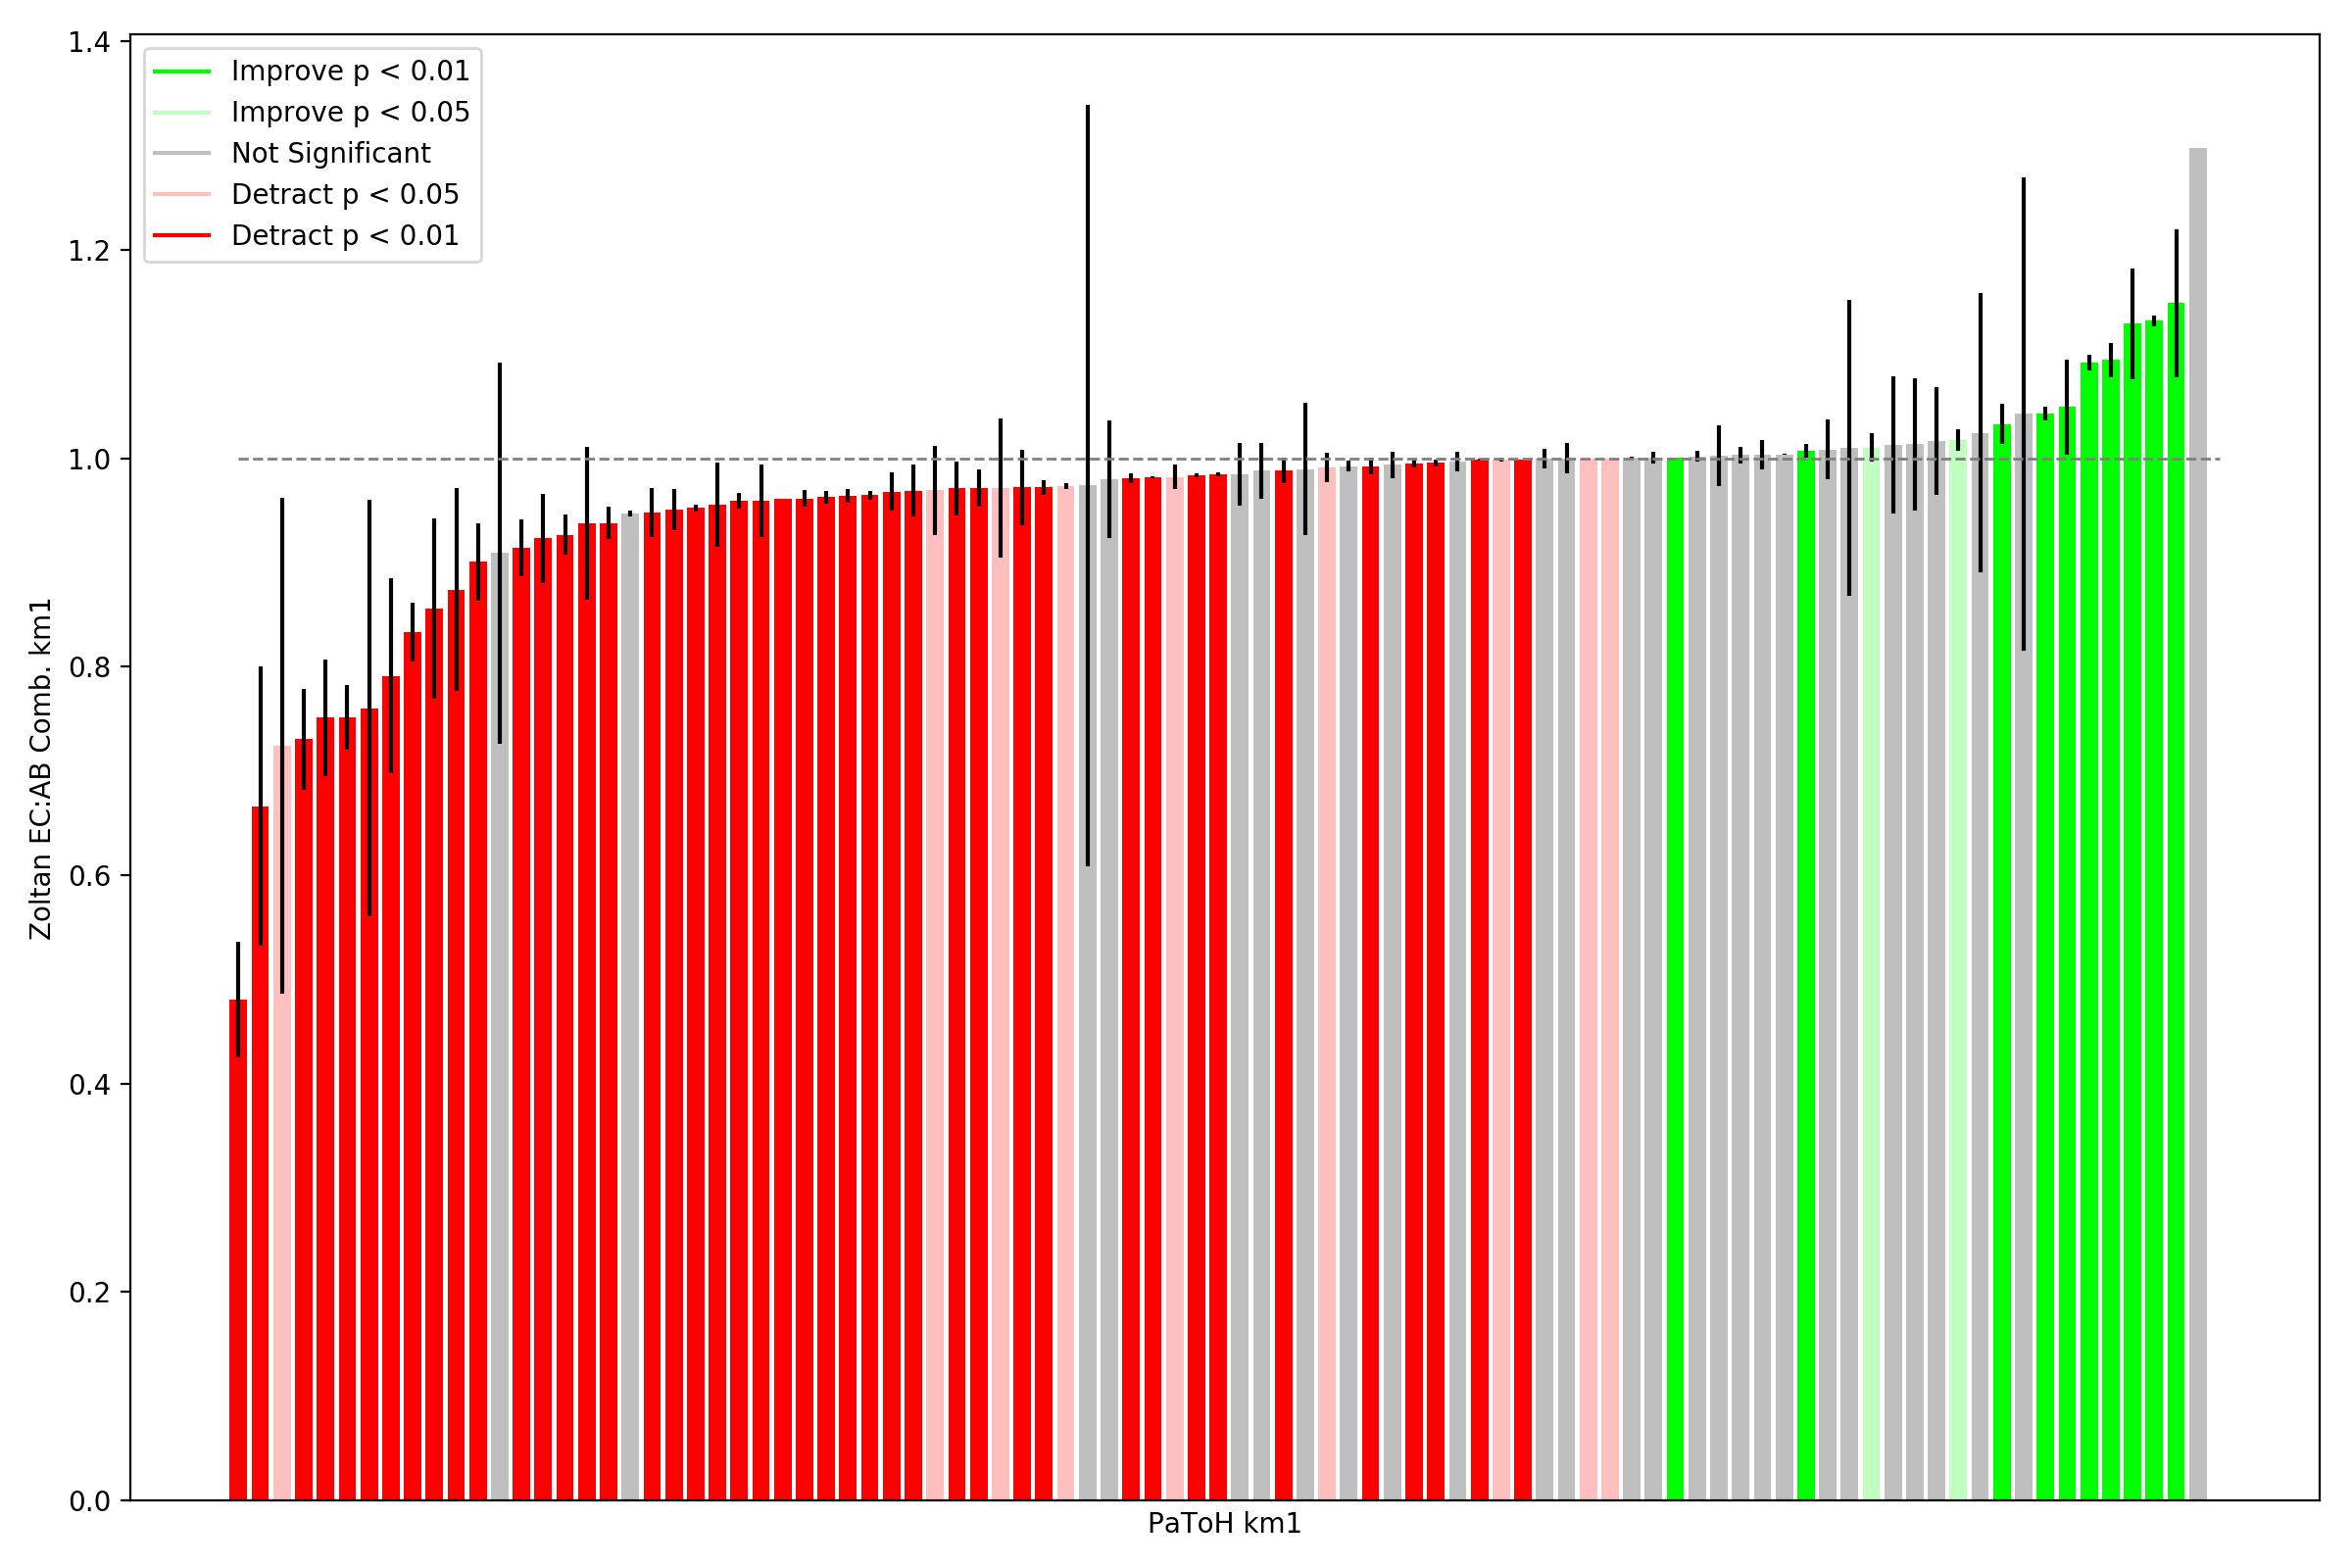 Improve p < 0.01
Improve p < 0.05
Not Significant
Detract p < 0.05
Detract p < 0.01
1.4
1.2
1.0
0.8
0.6
0.4
0.2
0.0
Zoltan EC:AB Comb. km1
PaToH km1